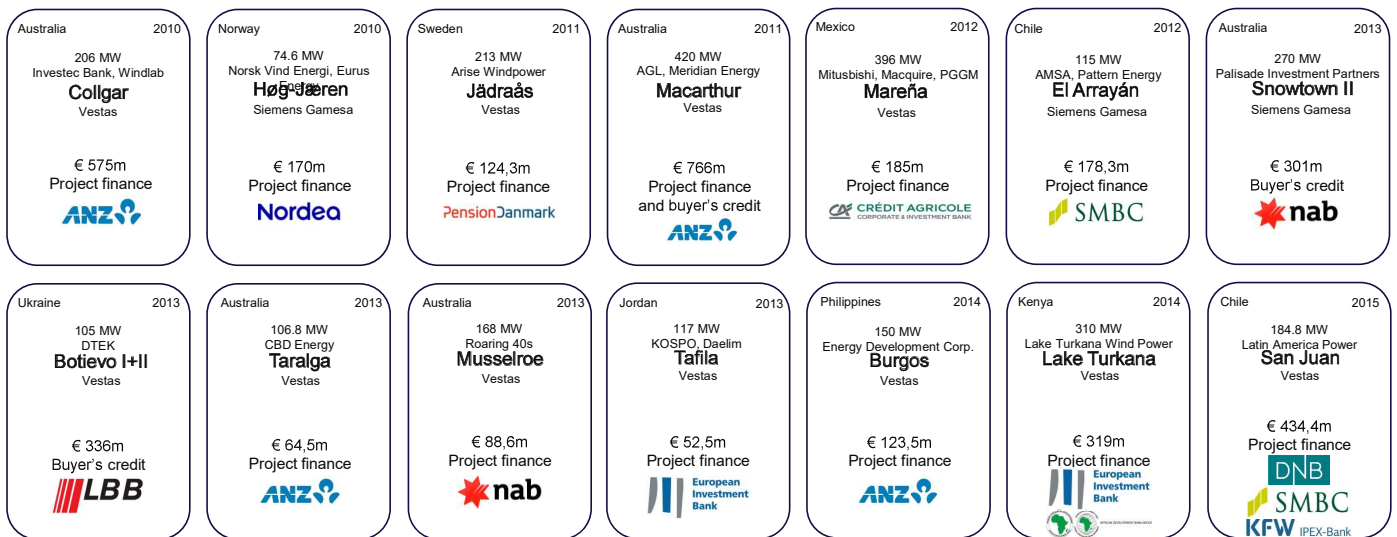 Australia 2010
206 MW
Investec Bank, Windlab
Collgar
Vestas
€ 575m
Project finance
ANZ
Norway 2010
74.6 MW
Norsk Vind Energi, Eurus
Energy
Høg-Jæren
Siemens Gamesa
€ 170m
Project finance
Nordea
Sweden 2011
213 MW
Arise Windpower
Jädraås
Vestas
€ 124,3m
Project finance
PensionDanmark
Australia 2011
420 MW
AGL, Meridian Energy
Macarthur
Vestas
€ 766m
Project finance
and buyer's credit
ANZ
Mexico 2012
396 MW
Mitusbishi, Macquire, PGGM
Mareña
Vestas
€ 185m
Project finance
CA CRÉDIT AGRICOLE
CORPORATE & INVESTMENT BANK
Chile 2012
115 MW
AMSA, Pattern Energy
El Arrayán
Siemens Gamesa
€ 178,3m
Project finance
SMBC
Australia 2013
270 MW
Palisade Investment Partners
Snowtown II
Siemens Gamesa
€ 301m
Buyer's credit
nab
Ukraine 2013
105 MW
DTEK
Botievo I+II
Vestas
€ 336m
Buyer's credit
LBB
Australia 2013
106.8 MW
CBD Energy
Taralga
Vestas
€ 64,5m
Project finance
ANZ
Australia 2013
168 MW
Roaring 40s
Musselroe
Vestas
€ 88,6m
Project finance
nab
Jordan 2013
117 MW
KOSPO, Daelim
Tafila
Vestas
€ 52,5m
Project finance
European
Investment
Bank
Philippines 2014
150 MW
Energy Development Corp.
Burgos
Vestas
€ 123,5m
Project finance
ANZ
Kenya 2014
310 MW
Lake Turkana Wind Power
Lake Turkana
Vestas
€ 319m
Project finance
European
Investment
Bank
AFRICAN DEVELOPMENT BANK GROUP
Chile 2015
184.8 MW
Latin America Power
San Juan
Vestas
€ 434,4m
Project finance
DNB
SMBC
KFW IPEX-Bank